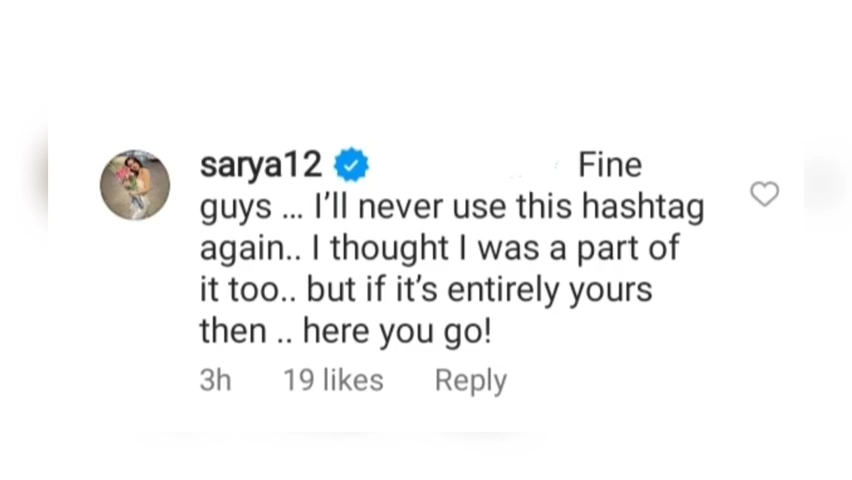 sarya12 Fine
guys ... I'll never use this hashtag
again.. I thought I was a part of
it too.. but if it's entirely yours
then .. here you go!
3h 19 likes Reply